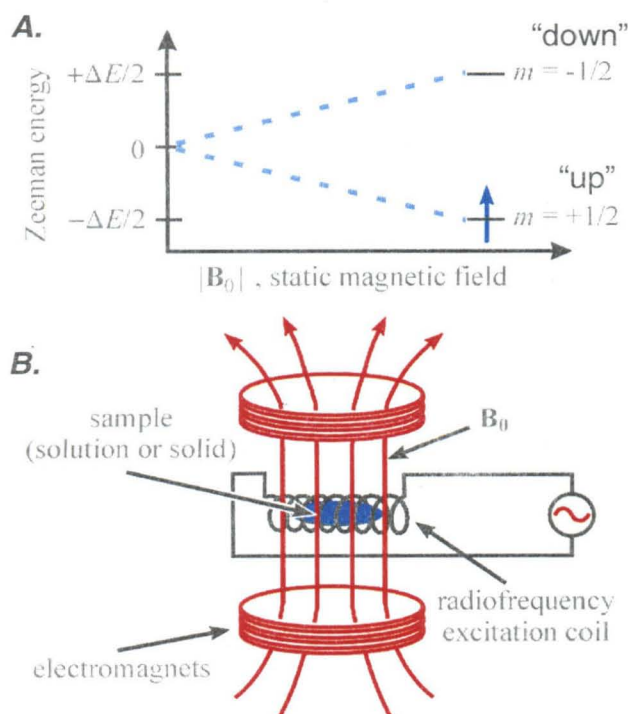 A.
Zeeman energy
+ΔE/2
0
−ΔE/2
"down"
m = -1/2
"up"
m = +1/2
|B₀| , static magnetic field
B.
sample
(solution or solid)
B₀
radiofrequency
excitation coil
electromagnets